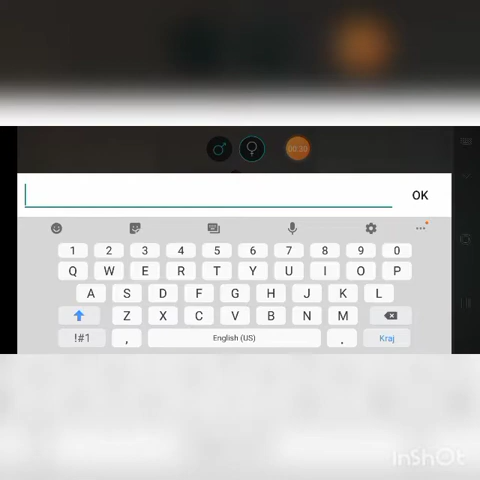 00:30
OK
1 2 3 4 5 6 7 8 9 0
Q W E R T Y U I O P
A S D F G H J K L
Z X C V B N M
!#1 , English (US) . Kraj
InShOt